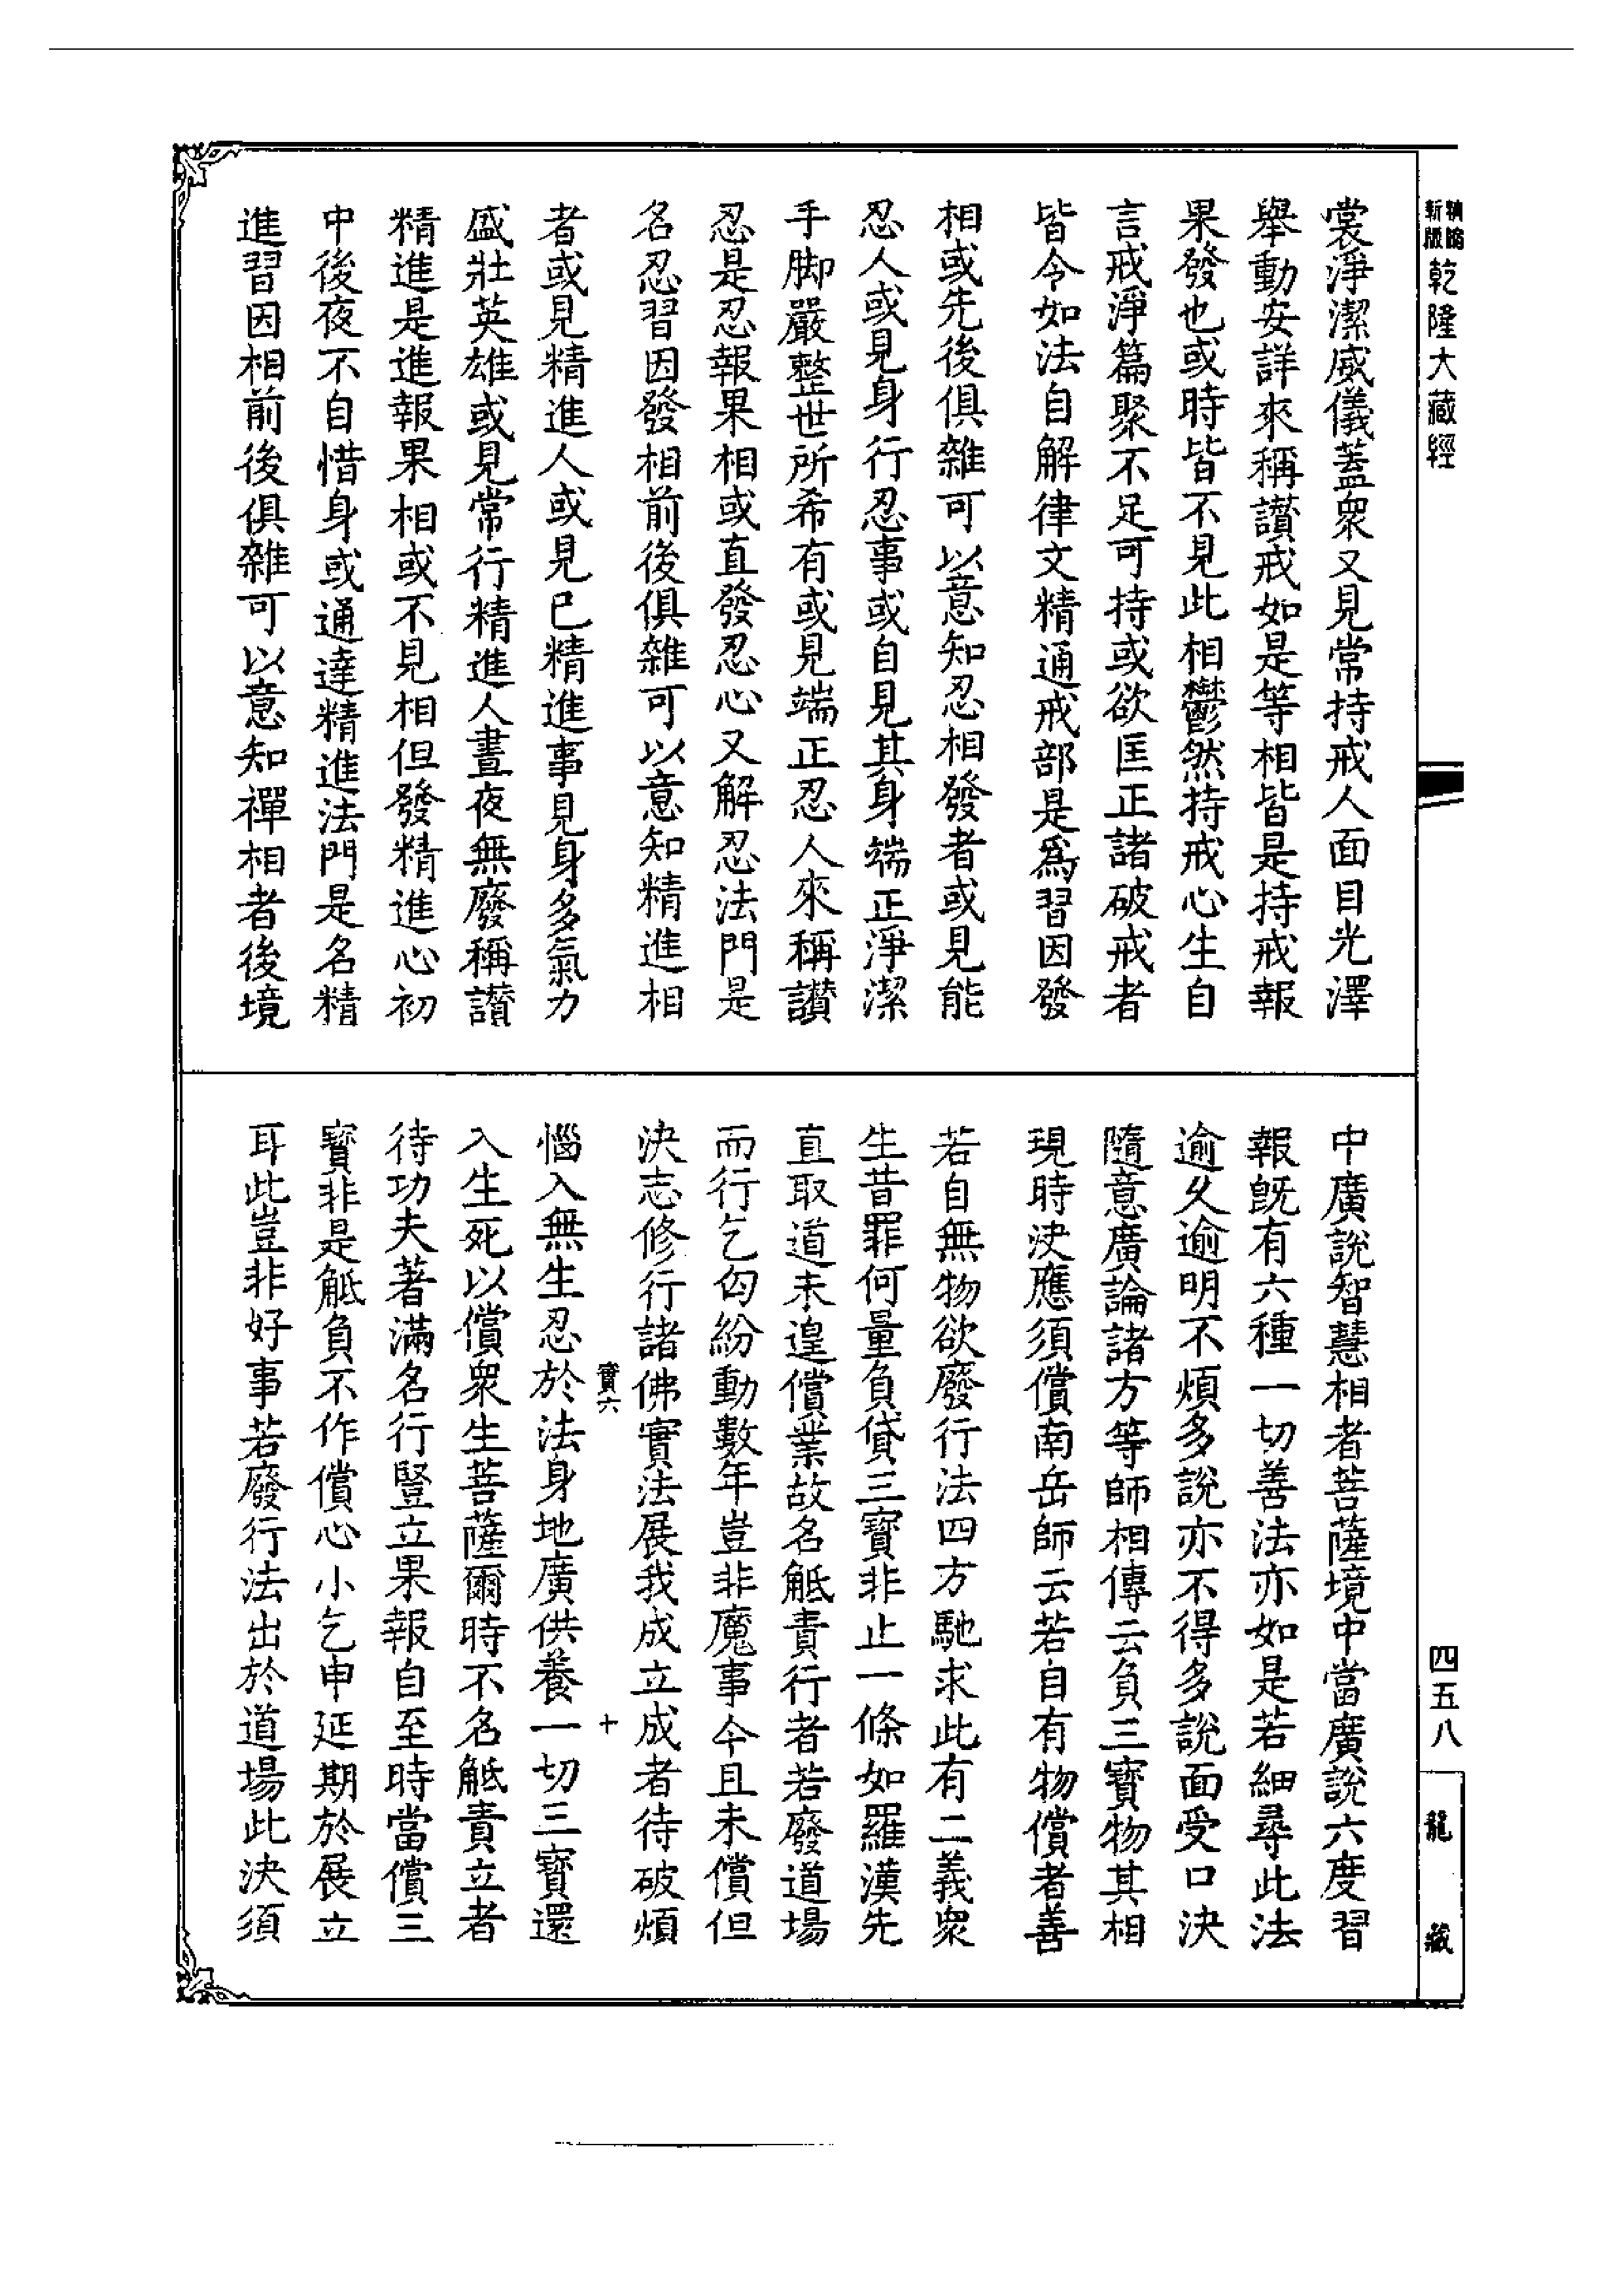 精縮
新版
乾隆大藏經
四五八
龍藏
裳淨潔威儀蓋衆又見常持戒人面目光澤
舉動安詳來稱讃戒如是等相皆是持戒報
果發也或時皆不見此相鬱然持戒心生自
言戒淨篇聚不足可持或欲匡正諸破戒者
皆令如法自解律文精通戒部是爲習因發
相或先後俱雜可以意知忍相發者或見能
忍人或見身行忍事或自見其身端正淨潔
手脚嚴整世所希有或見端正忍人來稱讃
忍是忍報果相或直發忍心又解忍法門是
名忍習因發相前後俱雜可以意知精進相
者或見精進人或見已精進事見身多氣力
盛壯英雄或見常行精進人晝夜無廢稱讃
精進是進報果相或不見相但發精進心初
中後夜不自惜身或通達精進法門是名精
進習因相前後俱雜可以意知禪相者後境
中廣說智慧相者菩薩境中當廣說六度習
報旣有六種一切善法亦如是若細尋此法
逾久逾明不煩多說亦不得多說面受口決
隨意廣論諸方等師相傳云負三寶物其相
現時決應須償南岳師云若自有物償者善
若自無物欲廢行法四方馳求此有二義衆
生昔罪何量負貸三寶非止一條如羅漢先
直取道未遑償業故名觝責行者若廢道場
而行乞匃紛動數年豈非魔事今且未償但
決志修行諸佛實法展我成立成者待破煩
寶六
十
惱入無生忍於法身地廣供養一切三寶還
入生死以償衆生菩薩爾時不名觝責立者
待功夫著滿名行豎立果報自至時當償三
寶非是觝負不作償心小乞申延期於展立
耳此豈非好事若廢行法出於道場此決須